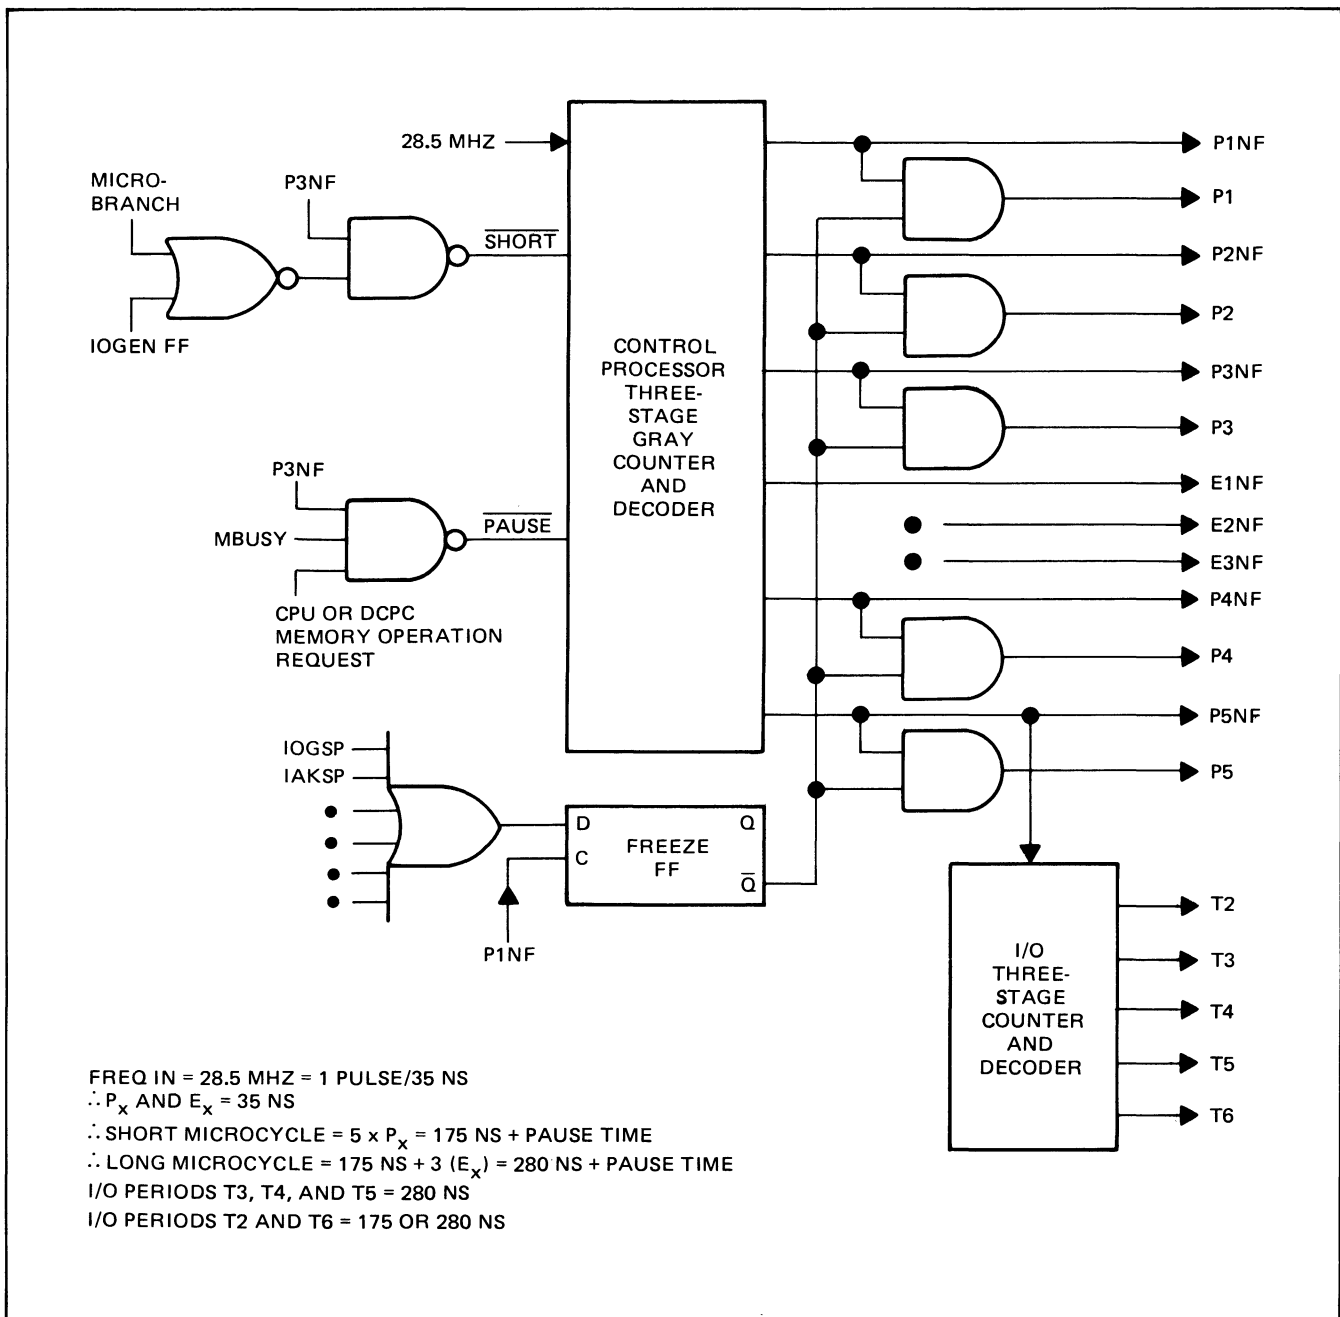 28.5 MHZ
MICRO-
BRANCH
P3NF
SHORT
IOGEN FF
P3NF
MBUSY
PAUSE
CPU OR DCPC
MEMORY OPERATION
REQUEST
CONTROL
PROCESSOR
THREE-
STAGE
GRAY
COUNTER
AND
DECODER
IOGSP
IAKSP
D
C
Q
Q̅
FREEZE
FF
P1NF
P1NF
P1
P2NF
P2
P3NF
P3
E1NF
E2NF
E3NF
P4NF
P4
P5NF
P5
I/O
THREE-
STAGE
COUNTER
AND
DECODER
T2
T3
T4
T5
T6
FREQ IN = 28.5 MHZ = 1 PULSE/35 NS
∴ Px AND Ex = 35 NS
∴ SHORT MICROCYCLE = 5 x Px = 175 NS + PAUSE TIME
∴ LONG MICROCYCLE = 175 NS + 3 (Ex) = 280 NS + PAUSE TIME
I/O PERIODS T3, T4, AND T5 = 280 NS
I/O PERIODS T2 AND T6 = 175 OR 280 NS